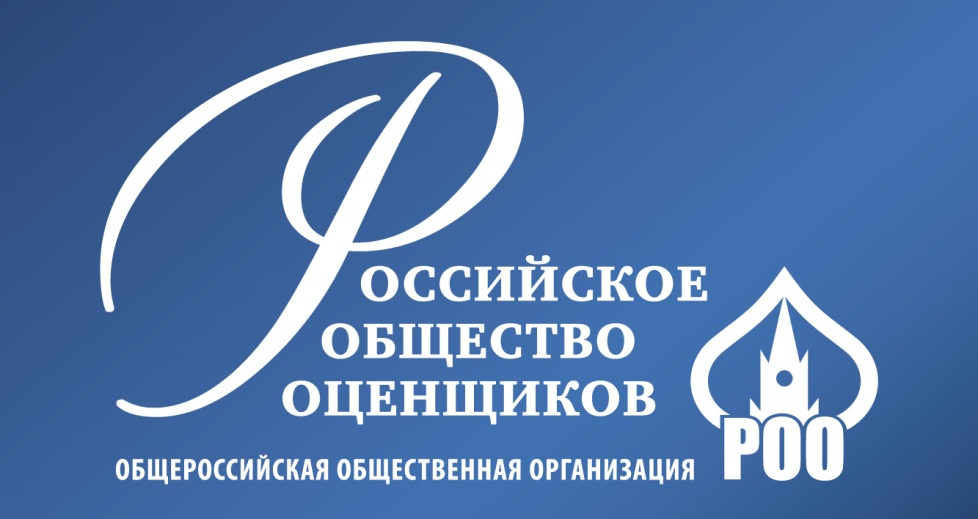 РОССИЙСКОЕ
ОБЩЕСТВО
ОЦЕНЩИКОВ
ОБЩЕРОССИЙСКАЯ ОБЩЕСТВЕННАЯ ОРГАНИЗАЦИЯ
РОО